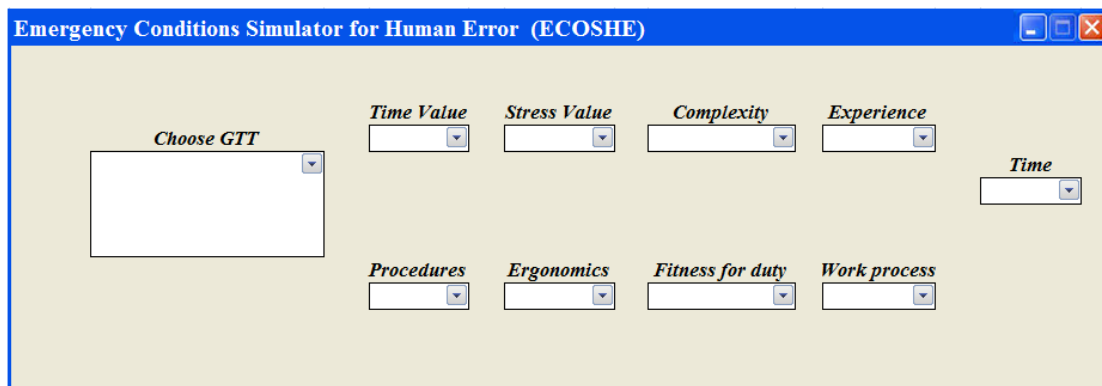 Emergency Conditions Simulator for Human Error (ECOSHE)
Time Value Stress Value Complexity Experience
Choose GTT
Time
Procedures Ergonomics Fitness for duty Work process